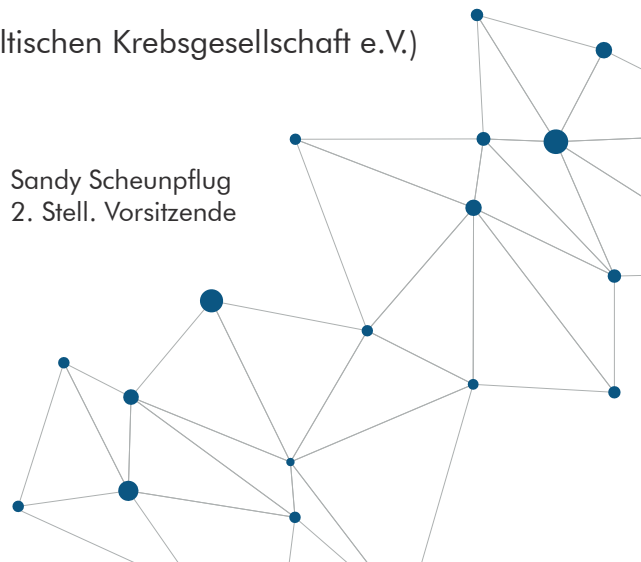 ltischen Krebsgesellschaft e.V.)
Sandy Scheunpflug
2. Stell. Vorsitzende